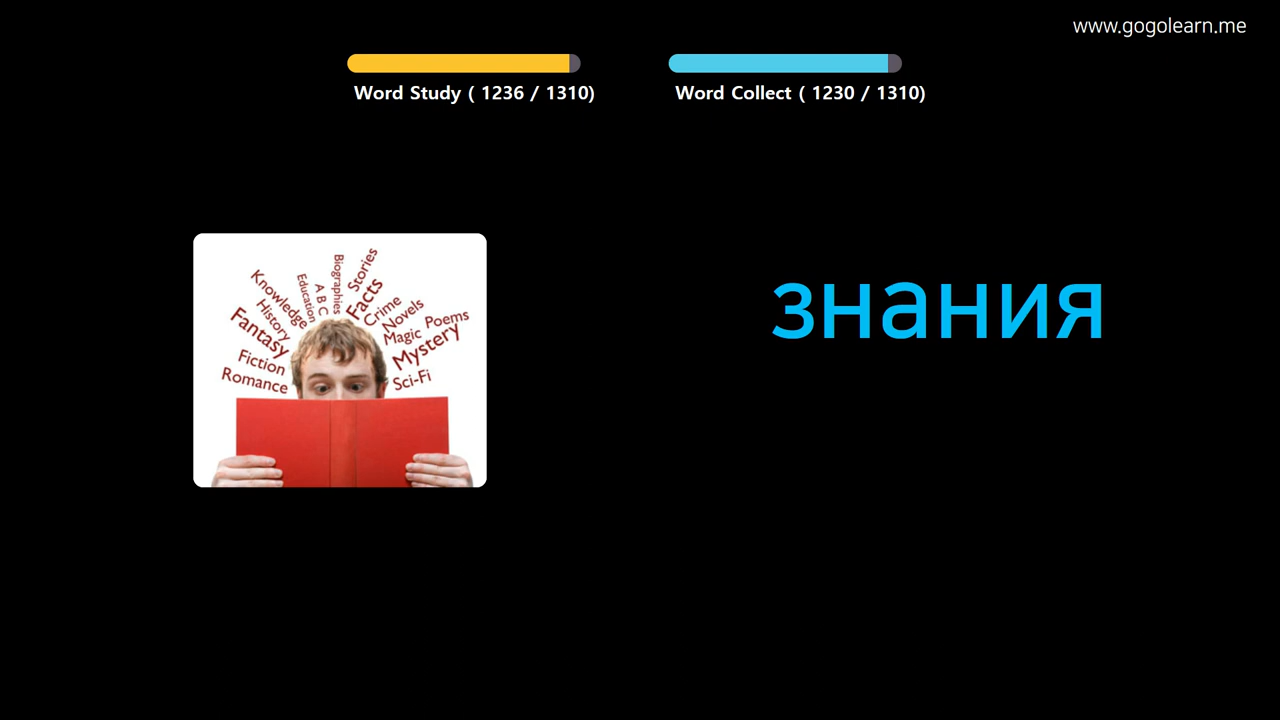 www.gogolearn.me
Word Study ( 1236 / 1310)
Word Collect ( 1230 / 1310)
знания
Knowledge
History
Fantasy
Fiction
Romance
Education
A B C
Biographies
Stories
Facts
Crime
Novels
Magic
Poems
Mystery
Sci-Fi